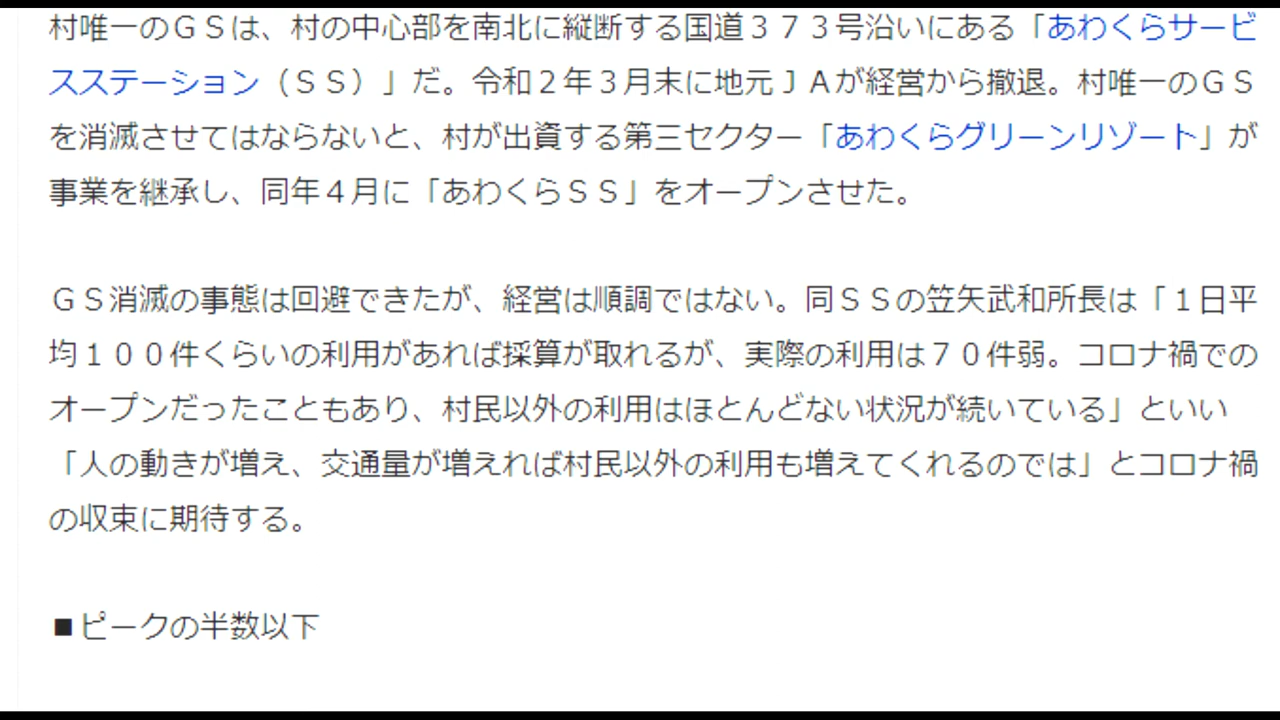 村唯一のＧＳは、村の中心部を南北に縦断する国道３７３号沿いにある「あわくらサービ
スステーション（ＳＳ）」だ。令和２年３月末に地元ＪＡが経営から撤退。村唯一のＧＳ
を消滅させてはならないと、村が出資する第三セクター「あわくらグリーンリゾート」が
事業を継承し、同年４月に「あわくらＳＳ」をオープンさせた。
ＧＳ消滅の事態は回避できたが、経営は順調ではない。同ＳＳの笠矢武和所長は「１日平
均１００件くらいの利用があれば採算が取れるが、実際の利用は７０件弱。コロナ禍での
オープンだったこともあり、村民以外の利用はほとんどない状況が続いている」といい
「人の動きが増え、交通量が増えれば村民以外の利用も増えてくれるのでは」とコロナ禍
の収束に期待する。
■ピークの半数以下